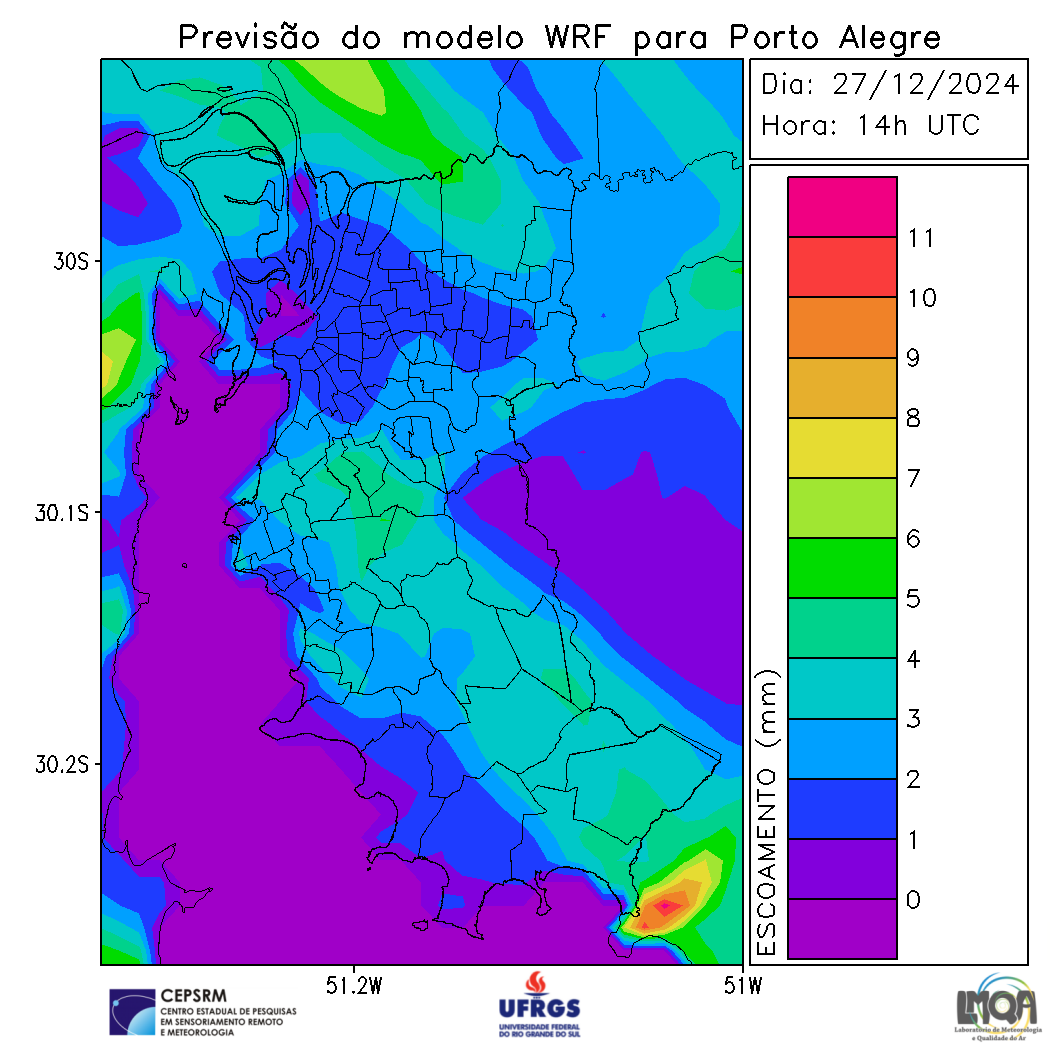 Previsão do modelo WRF para Porto Alegre
Dia: 27/12/2024
Hora: 14h UTC
30S
30.1S
30.2S
51.2W
51W
ESCOAMENTO (mm)
11
10
9
8
7
6
5
4
3
2
1
0
CEPSRM
CENTRO ESTADUAL DE PESQUISAS
EM SENSORIAMENTO REMOTO
E METEOROLOGIA
UFRGS
UNIVERSIDADE FEDERAL
DO RIO GRANDE DO SUL
LMQA
Laboratório de Meteorologia
e Qualidade do Ar